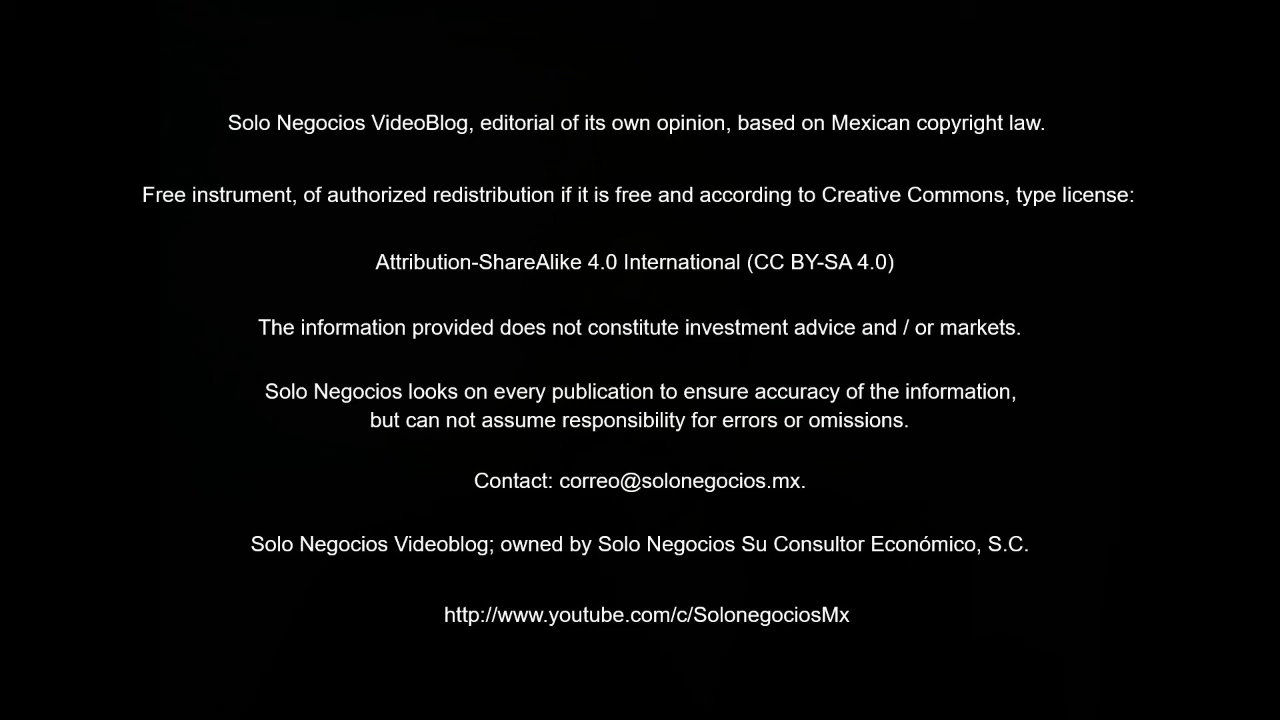 Solo Negocios VideoBlog, editorial of its own opinion, based on Mexican copyright law.
Free instrument, of authorized redistribution if it is free and according to Creative Commons, type license:
Attribution-ShareAlike 4.0 International (CC BY-SA 4.0)
The information provided does not constitute investment advice and / or markets.
Solo Negocios looks on every publication to ensure accuracy of the information,
but can not assume responsibility for errors or omissions.
Contact: correo@solonegocios.mx.
Solo Negocios Videoblog; owned by Solo Negocios Su Consultor Económico, S.C.
http://www.youtube.com/c/SolonegociosMx